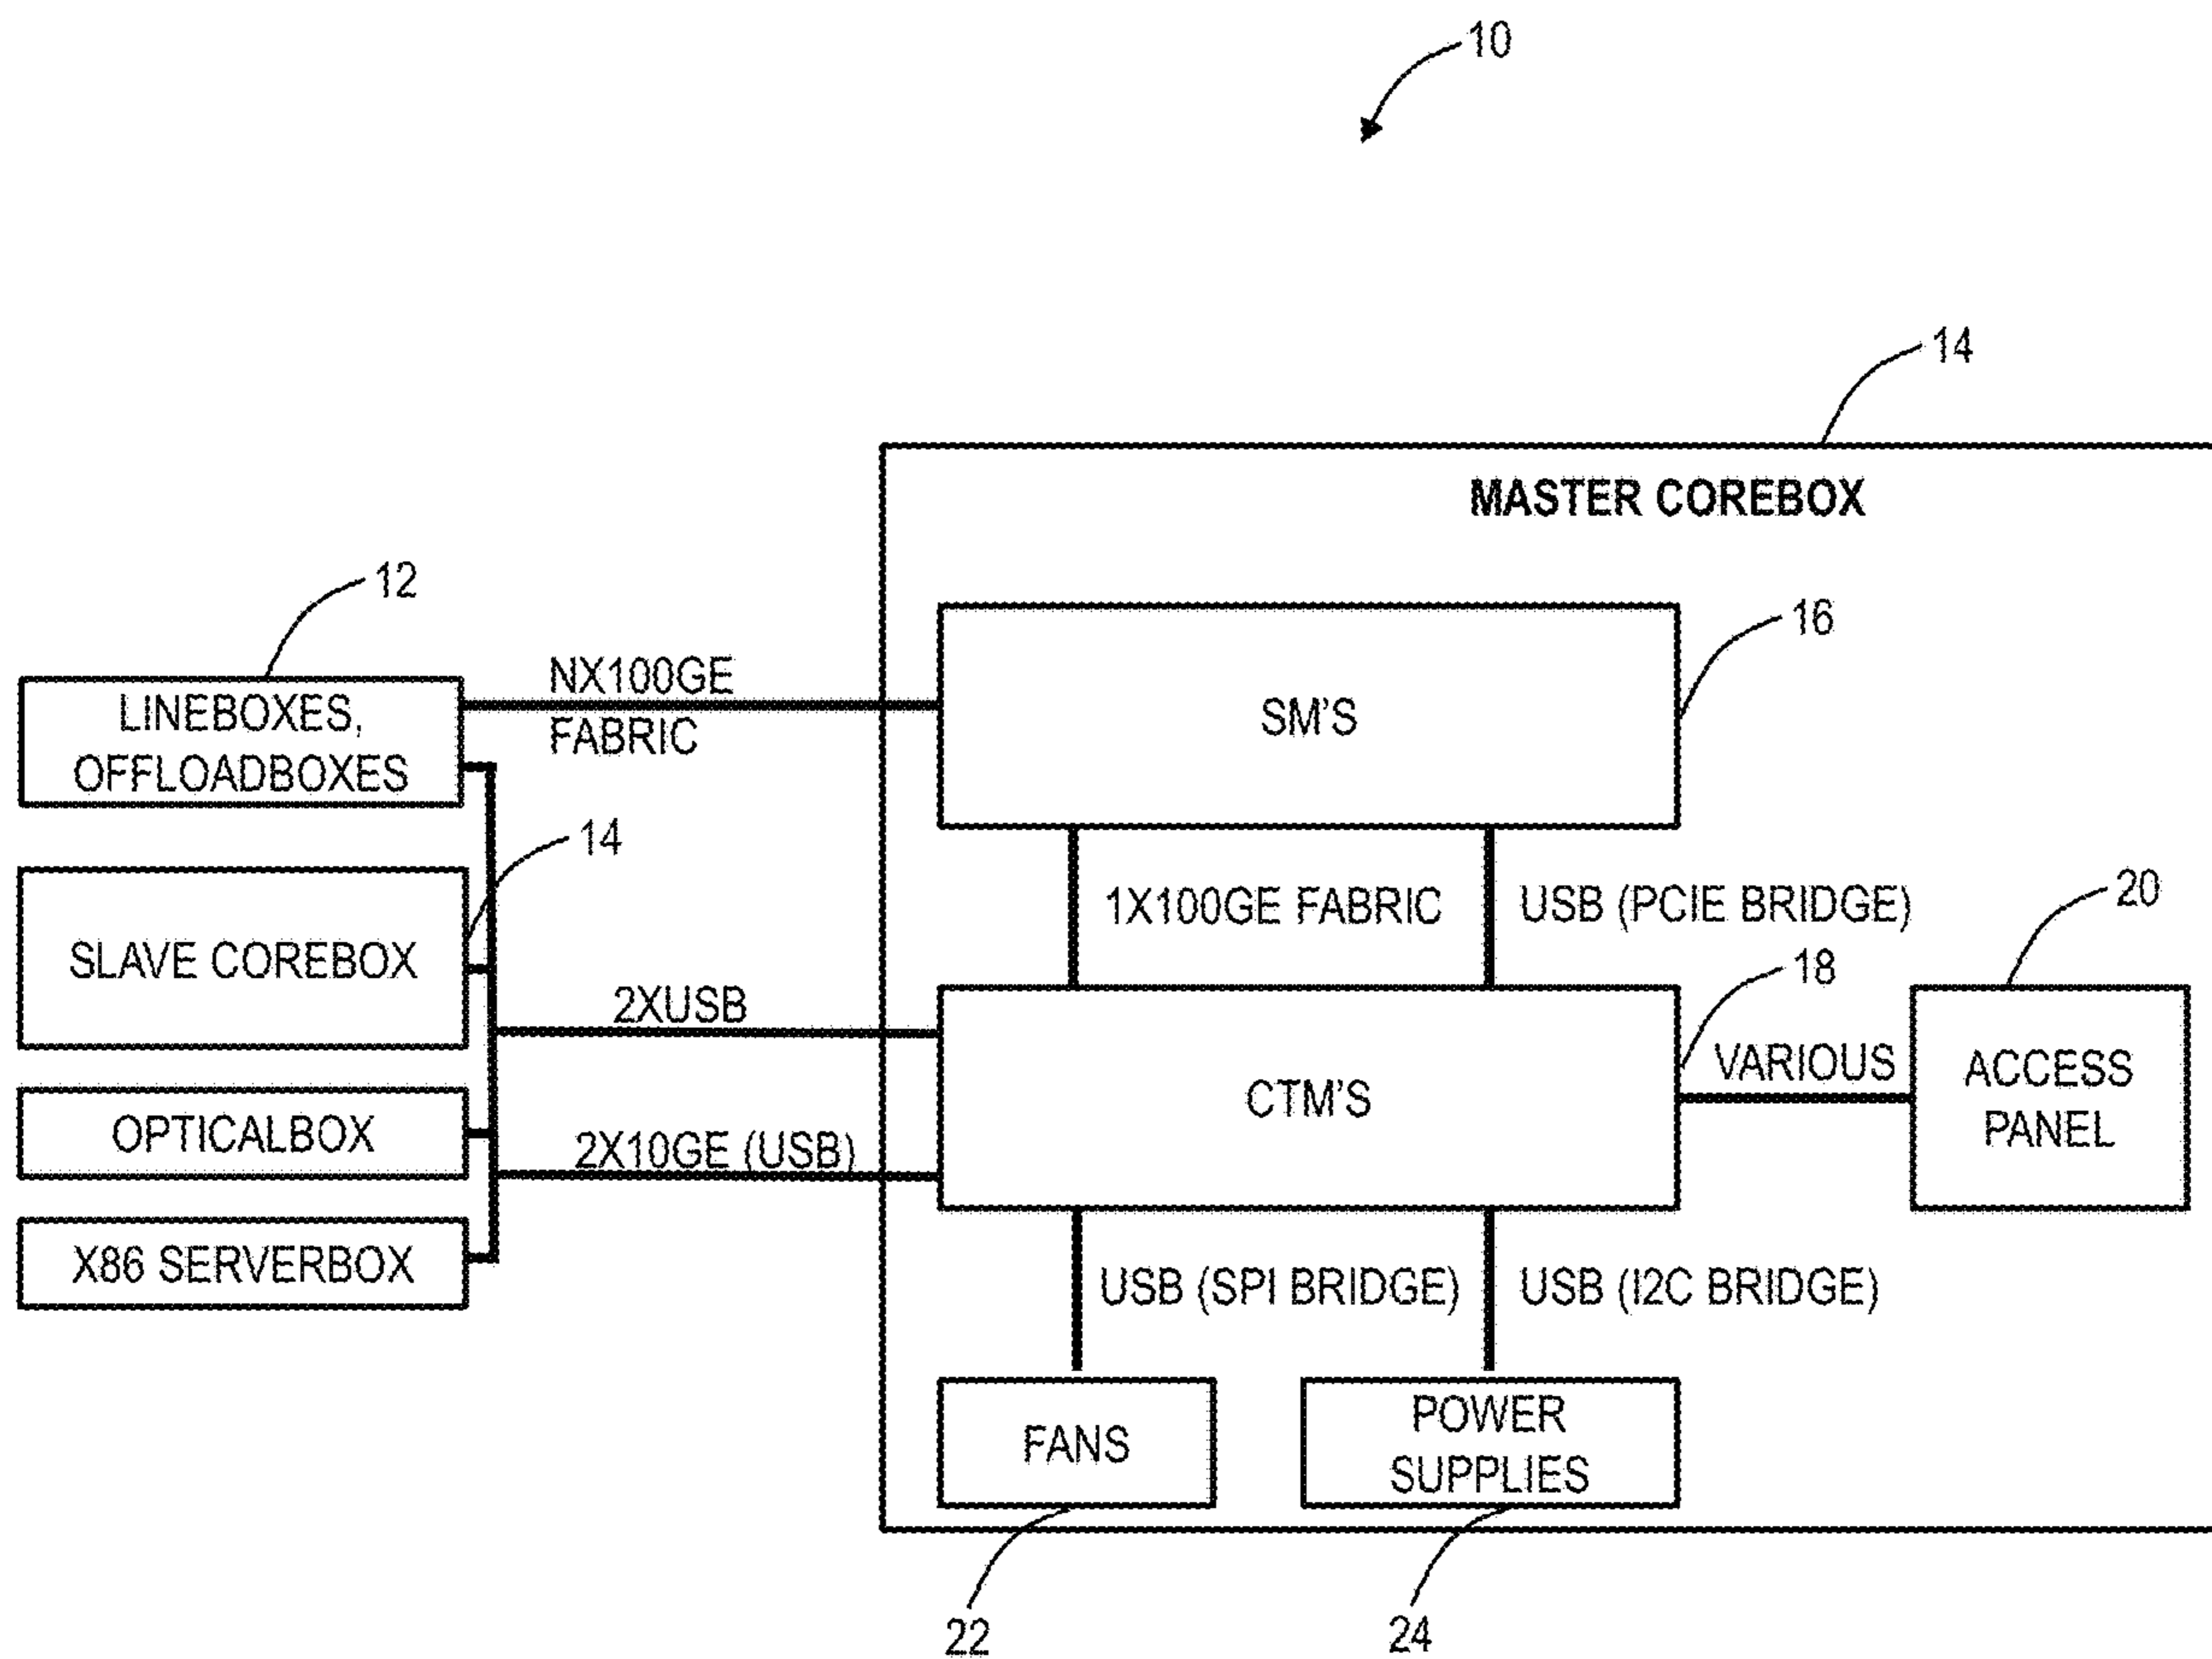 10
14
MASTER COREBOX
12
16
NX100GE
FABRIC
LINEBOXES,
OFFLOADBOXES
SM'S
14
1X100GE FABRIC
USB (PCIE BRIDGE)
20
SLAVE COREBOX
18
2XUSB
VARIOUS
ACCESS
PANEL
CTM'S
OPTICALBOX
2X10GE (USB)
X86 SERVERBOX
USB (SPI BRIDGE)
USB (I2C BRIDGE)
FANS
POWER
SUPPLIES
22
24